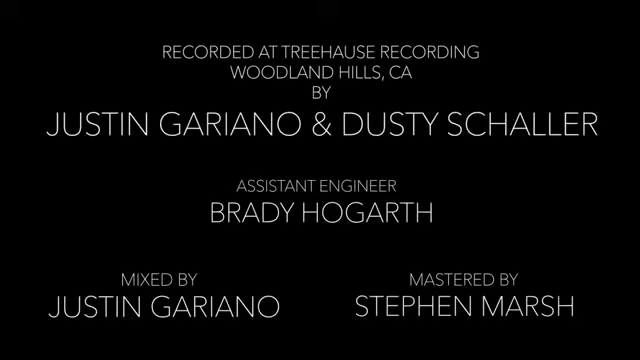 RECORDED AT TREEHAUSE RECORDING
WOODLAND HILLS, CA
BY
JUSTIN GARIANO & DUSTY SCHALLER
ASSISTANT ENGINEER
BRADY HOGARTH
MIXED BY
JUSTIN GARIANO
MASTERED BY
STEPHEN MARSH